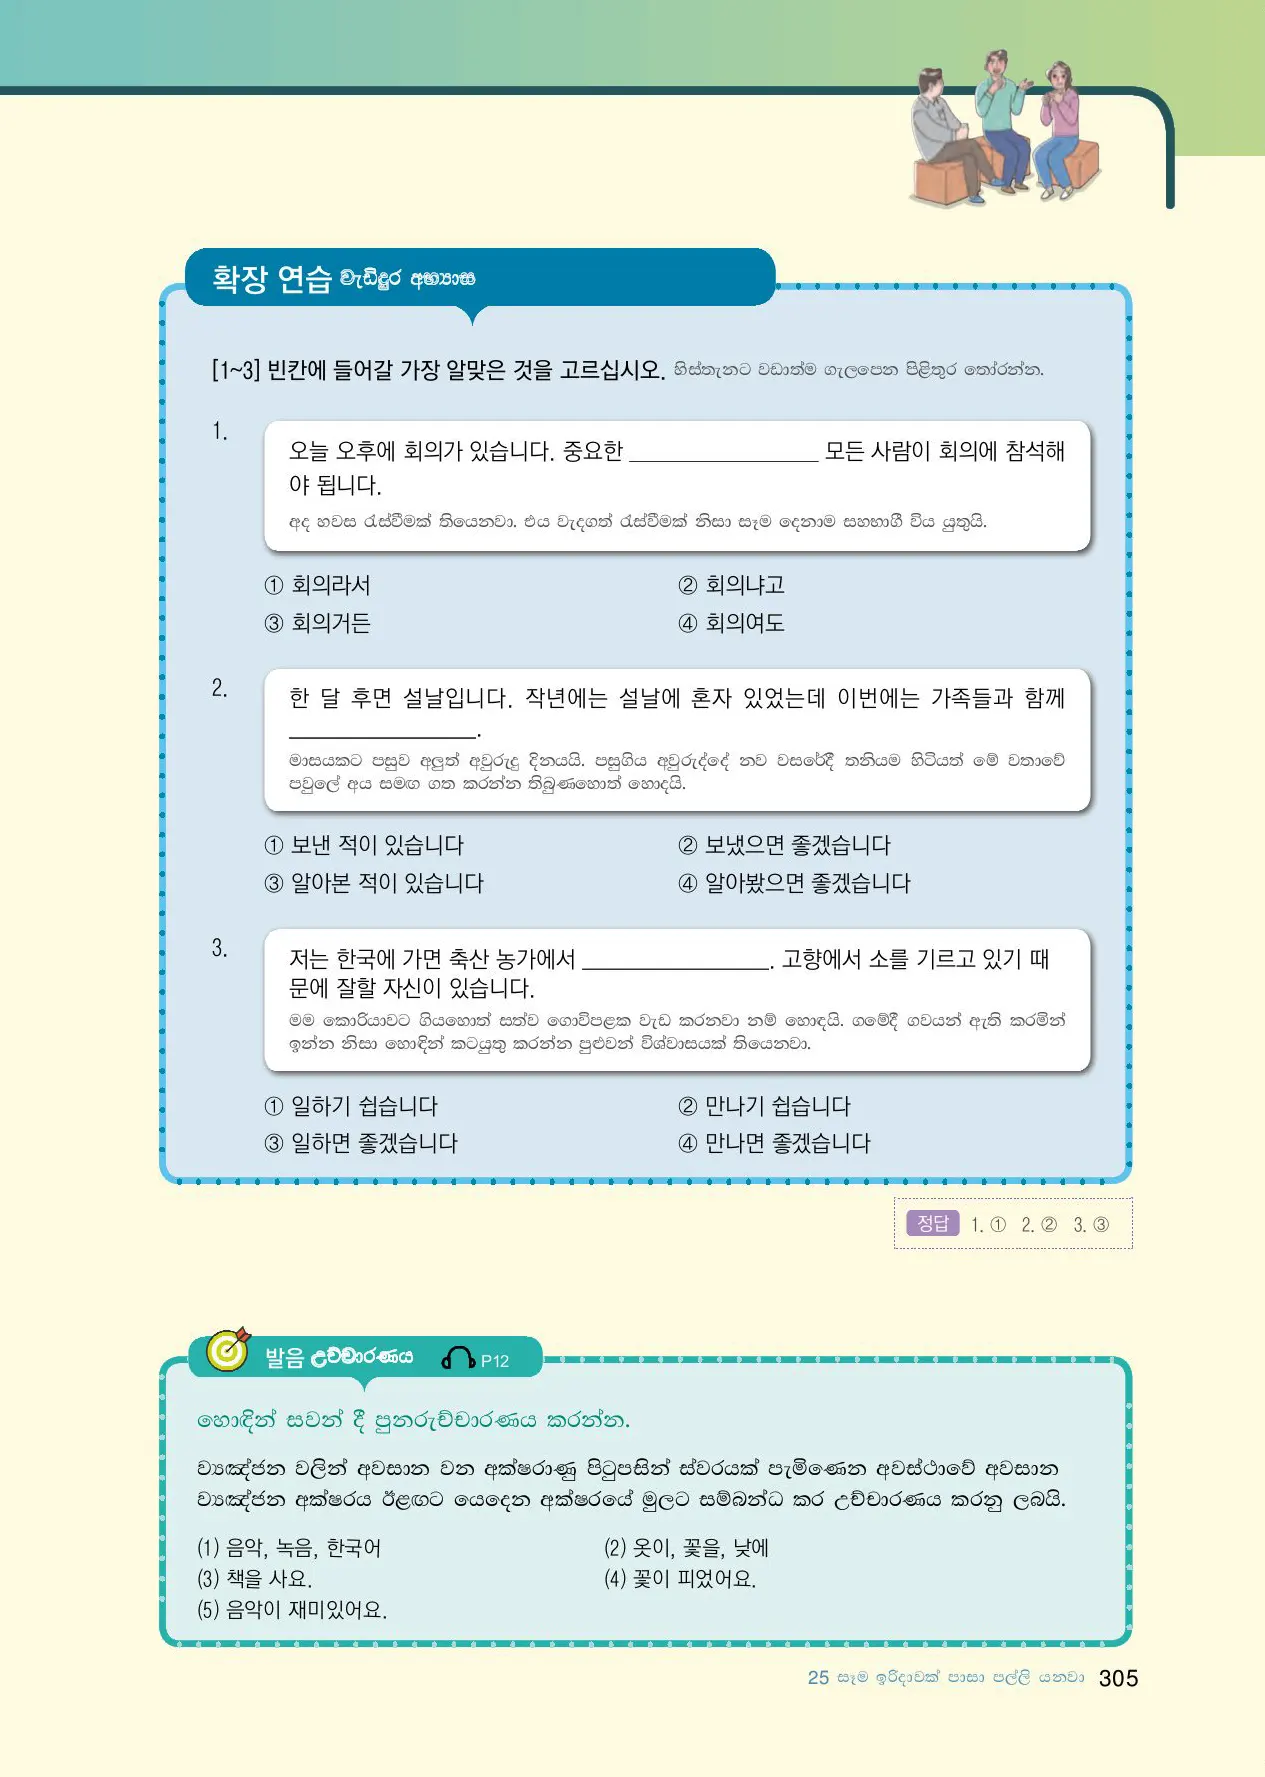 확장 연습 වැඩිදුර අභ්‍යාස
[1~3] 빈칸에 들어갈 가장 알맞은 것을 고르십시오. හිස්තැනට වඩාත්ම ගැලපෙන පිළිතුර තෝරන්න.
1.
오늘 오후에 회의가 있습니다. 중요한 ________________ 모든 사람이 회의에 참석해
야 됩니다.
අද හවස රැස්වීමක් තියෙනවා. එය වැදගත් රැස්වීමක් නිසා සෑම දෙනාම සහභාගී විය යුතුයි.
① 회의라서 ② 회의냐고
③ 회의거든 ④ 회의여도
2.
한 달 후면 설날입니다. 작년에는 설날에 혼자 있었는데 이번에는 가족들과 함께
________________.
මාසයකට පසුව අලුත් අවුරුදු දිනයයි. පසුගිය අවුරුද්දේ නව වසරේදී තනියම හිටියත් මේ වතාවේ
පවුලේ අය සමඟ ගත කරන්න තිබුණහොත් හොදයි.
① 보낸 적이 있습니다 ② 보냈으면 좋겠습니다
③ 알아본 적이 있습니다 ④ 알아봤으면 좋겠습니다
3.
저는 한국에 가면 축산 농가에서 ________________. 고향에서 소를 기르고 있기 때
문에 잘할 자신이 있습니다.
මම කොරියාවට ගියහොත් සත්ව ගොවිපළක වැඩ කරනවා නම් හොඳයි. ගමේදී ගවයන් ඇති කරමින්
ඉන්න නිසා හොඳින් කටයුතු කරන්න පුළුවන් විශ්වාසයක් තියෙනවා.
① 일하기 쉽습니다 ② 만나기 쉽습니다
③ 일하면 좋겠습니다 ④ 만나면 좋겠습니다
정답 1. ① 2. ② 3. ③
발음 උච්චාරණය P12
හොඳින් සවන් දී පුනරුච්චාරණය කරන්න.
ව්‍යඤ්ජන වලින් අවසාන වන අක්ෂරාණු පිටුපසින් ස්වරයක් පැමිණෙන අවස්ථාවේ අවසාන
ව්‍යඤ්ජන අක්ෂරය ඊළඟට යෙදෙන අක්ෂරයේ මුලට සම්බන්ධ කර උච්චාරණය කරනු ලබයි.
(1) 음악, 녹음, 한국어 (2) 옷이, 꽃을, 낮에
(3) 책을 사요. (4) 꽃이 피었어요.
(5) 음악이 재미있어요.
25 සෑම ඉරිදාවක් පාසා පල්ලි යනවා 305